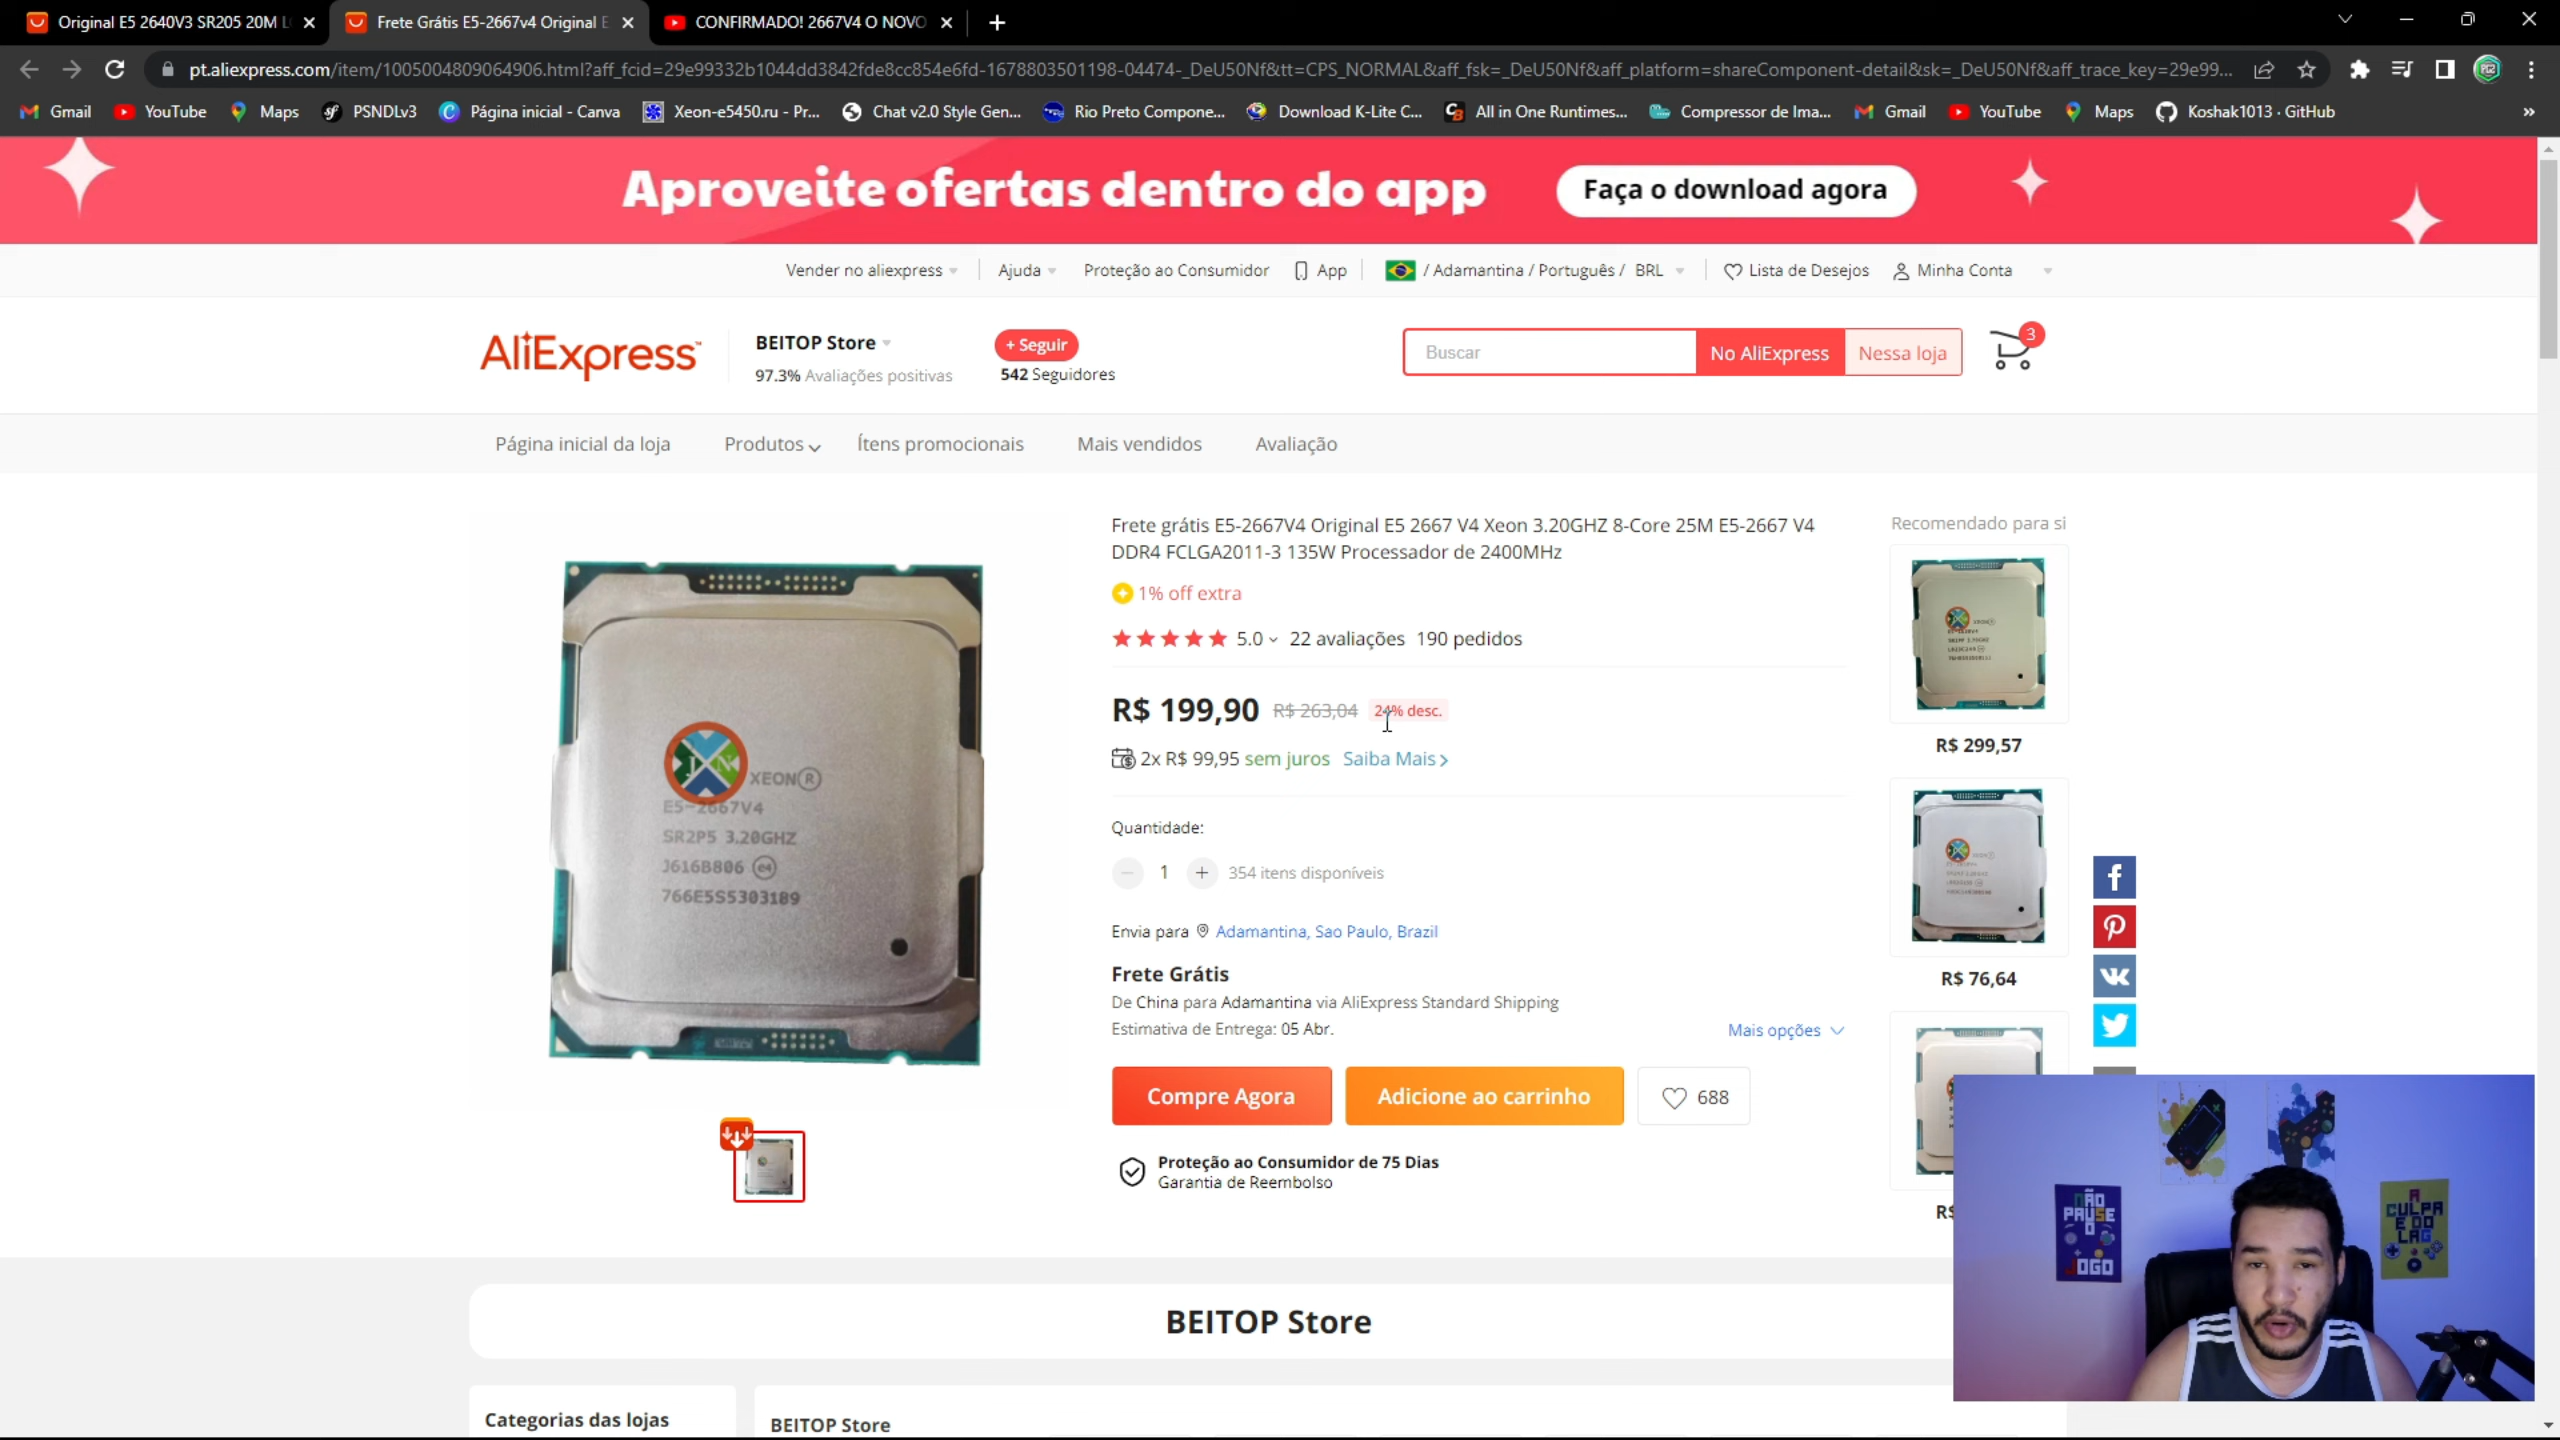 Original E5 2640V3 SR205 20M
Frete Grátis E5-2667v4 Original E
CONFIRMADO! 2667V4 O NOVO
pt.aliexpress.com/item/1005004809064906.html?aff_fcid=29e99332b1044dd3842fde8cc854e6fd-1678803501198-04474-_DeU50Nf&tt=CPS_NORMAL&aff_fsk=_DeU50Nf&aff_platform=shareComponent-detail&sk=_DeU50Nf&aff_trace_key=29e99...
Gmail YouTube Maps PSNDLv3 Página inicial - Canva Xeon-e5450.ru - Pr... Chat v2.0 Style Gen... Rio Preto Compone... Download K-Lite C... All in One Runtimes... Compressor de Ima... Gmail YouTube Maps Koshak1013 · GitHub »
Aproveite ofertas dentro do app Faça o download agora
Vender no aliexpress Ajuda Proteção ao Consumidor App / Adamantina / Português / BRL Lista de Desejos Minha Conta
AliExpress
BEITOP Store
97.3% Avaliações positivas
+ Seguir
542 Seguidores
Buscar No AliExpress Nessa loja
3
Página inicial da loja Produtos Ítens promocionais Mais vendidos Avaliação
XEON®
E5-2667V4
SR2P5 3.20GHZ
J616B806 e4
766E5S5303189
Frete grátis E5-2667V4 Original E5 2667 V4 Xeon 3.20GHZ 8-Core 25M E5-2667 V4
DDR4 FCLGA2011-3 135W Processador de 2400MHz
1% off extra
5.0 22 avaliações 190 pedidos
R$ 199,90 R$ 263,04 24% desc.
2x R$ 99,95 sem juros Saiba Mais
Quantidade:
− 1 + 354 itens disponíveis
Envia para Adamantina, Sao Paulo, Brazil
Frete Grátis
De China para Adamantina via AliExpress Standard Shipping
Estimativa de Entrega: 05 Abr.
Mais opções
Compre Agora Adicione ao carrinho 688
Proteção ao Consumidor de 75 Dias
Garantia de Reembolso
Recomendado para si
R$ 299,57
R$ 76,64
NÃO
PAUSE
O
JOGO
A
CULPA
É DO
LAG
BEITOP Store
Categorias das lojas
BEITOP Store